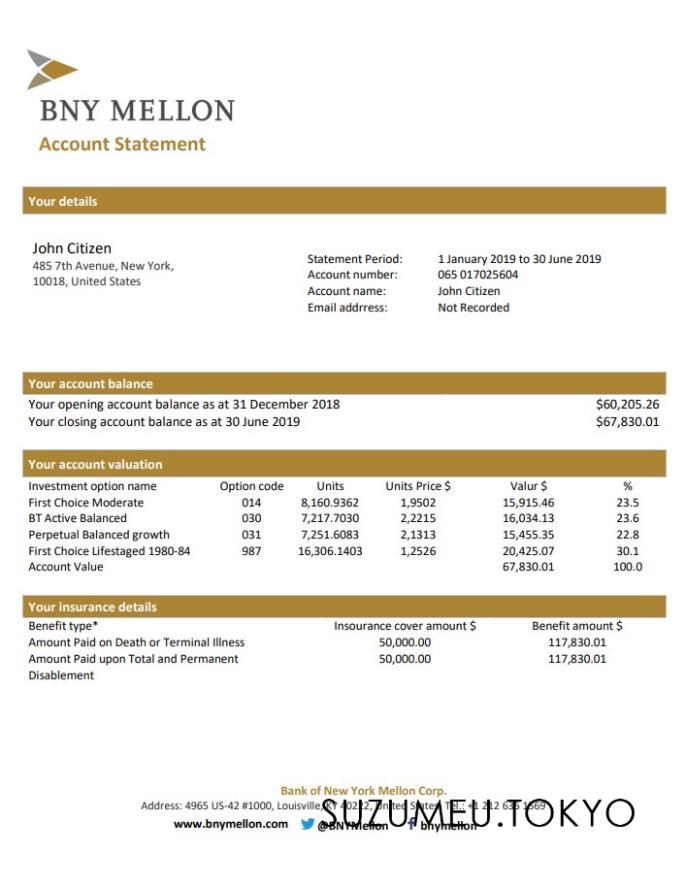 BNY MELLON
Account Statement
Your details
John Citizen
485 7th Avenue, New York,
10018, United States
Statement Period: 1 January 2019 to 30 June 2019
Account number: 065 017025604
Account name: John Citizen
Email addrress: Not Recorded
Your account balance
Your opening account balance as at 31 December 2018 $60,205.26
Your closing account balance as at 30 June 2019 $67,830.01
Your account valuation
Investment option name Option code Units Units Price $ Valur $ %
First Choice Moderate 014 8,160.9362 1,9502 15,915.46 23.5
BT Active Balanced 030 7,217.7030 2,2215 16,034.13 23.6
Perpetual Balanced growth 031 7,251.6083 2,1313 15,455.35 22.8
First Choice Lifestaged 1980-84 987 16,306.1403 1,2526 20,425.07 30.1
Account Value 67,830.01 100.0
Your insurance details
Benefit type* Insourance cover amount $ Benefit amount $
Amount Paid on Death or Terminal Illness 50,000.00 117,830.01
Amount Paid upon Total and Permanent 50,000.00 117,830.01
Disablement
Bank of New York Mellon Corp.
Address: 4965 US-42 #1000, Louisville, KY 40222, United States, Tel.: +1 212 635 1569
www.bnymellon.com @BNYMellon f bnymellon
SUZUMEU.TOKYO